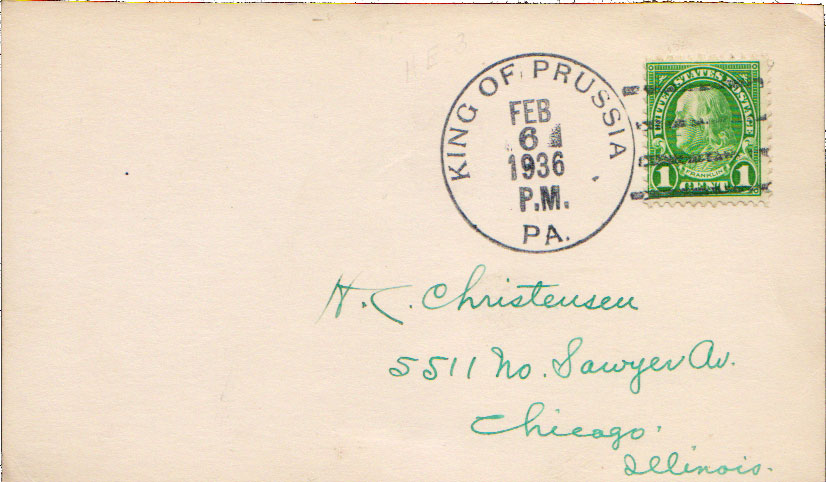 KING OF PRUSSIA
FEB
6
1936
P.M.
PA.
UNITED STATES POSTAGE
FRANKLIN
1 CENT 1
H. C. Christensen
5511 No. Sawyer Av.
Chicago.
Illinois.